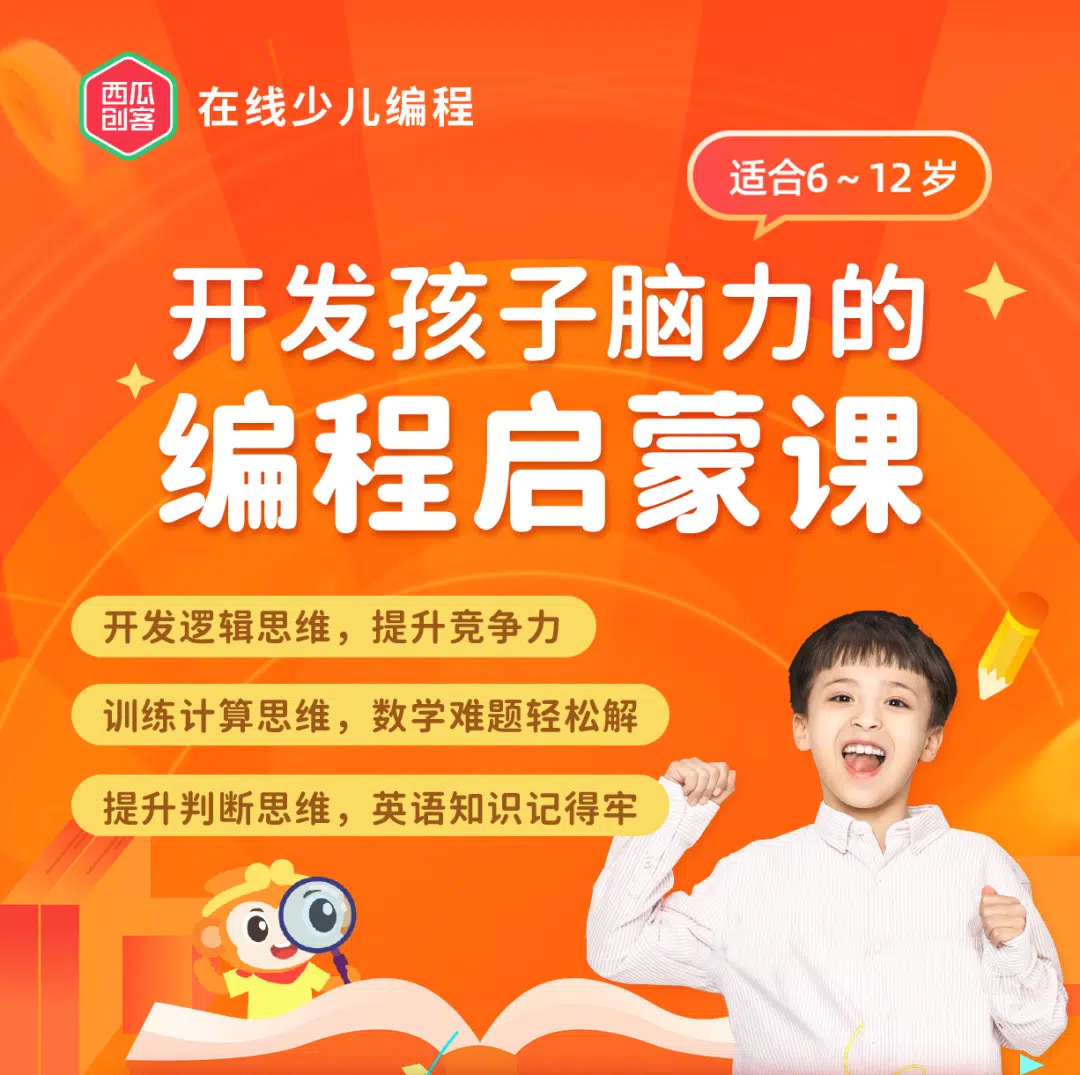 西瓜
创客
在线少儿编程
适合6~12岁
开发孩子脑力的
编程启蒙课
开发逻辑思维，提升竞争力
训练计算思维，数学难题轻松解
提升判断思维，英语知识记得牢